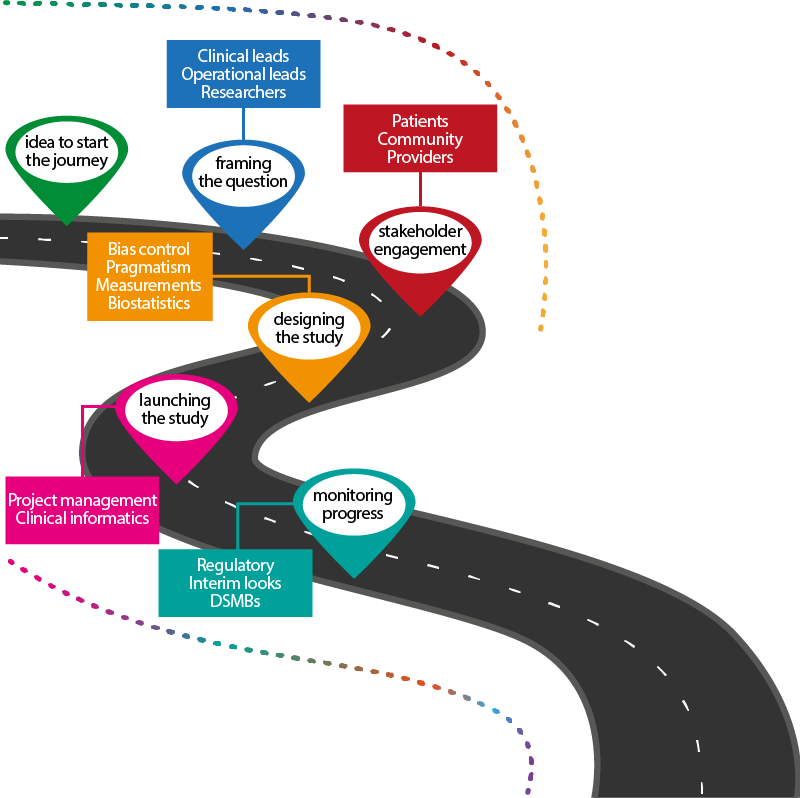 Clinical leads
Operational leads
Researchers
Patients
Community
Providers
idea to start
the journey
framing
the question
stakeholder
engagement
Bias control
Pragmatism
Measurements
Biostatistics
designing
the study
launching
the study
Project management
Clinical informatics
monitoring
progress
Regulatory
Interim looks
DSMBs